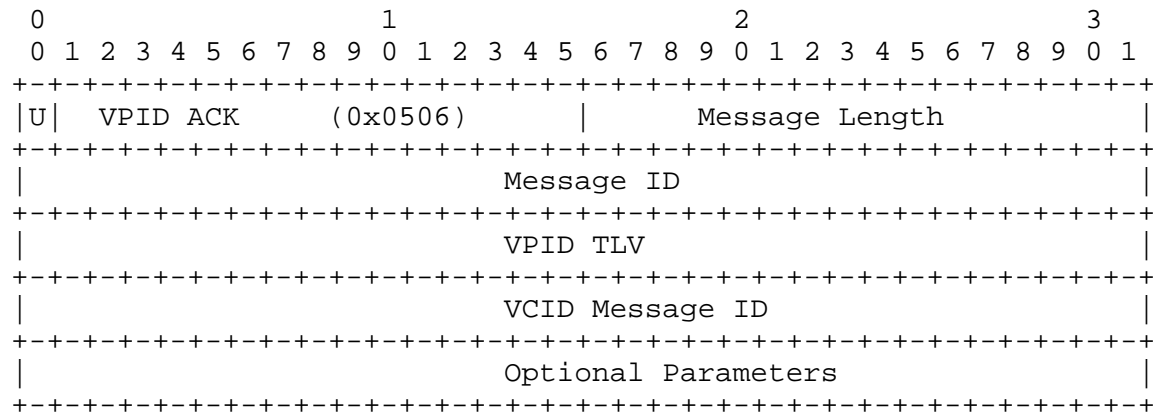 0                   1                   2                   3
 0 1 2 3 4 5 6 7 8 9 0 1 2 3 4 5 6 7 8 9 0 1 2 3 4 5 6 7 8 9 0 1
+-+-+-+-+-+-+-+-+-+-+-+-+-+-+-+-+-+-+-+-+-+-+-+-+-+-+-+-+-+-+-+-+
|U|  VPID ACK     (0x0506)      |      Message Length           |
+-+-+-+-+-+-+-+-+-+-+-+-+-+-+-+-+-+-+-+-+-+-+-+-+-+-+-+-+-+-+-+-+
|                          Message ID                           |
+-+-+-+-+-+-+-+-+-+-+-+-+-+-+-+-+-+-+-+-+-+-+-+-+-+-+-+-+-+-+-+-+
|                          VPID TLV                             |
+-+-+-+-+-+-+-+-+-+-+-+-+-+-+-+-+-+-+-+-+-+-+-+-+-+-+-+-+-+-+-+-+
|                          VCID Message ID                      |
+-+-+-+-+-+-+-+-+-+-+-+-+-+-+-+-+-+-+-+-+-+-+-+-+-+-+-+-+-+-+-+-+
|                          Optional Parameters                  |
+-+-+-+-+-+-+-+-+-+-+-+-+-+-+-+-+-+-+-+-+-+-+-+-+-+-+-+-+-+-+-+-+